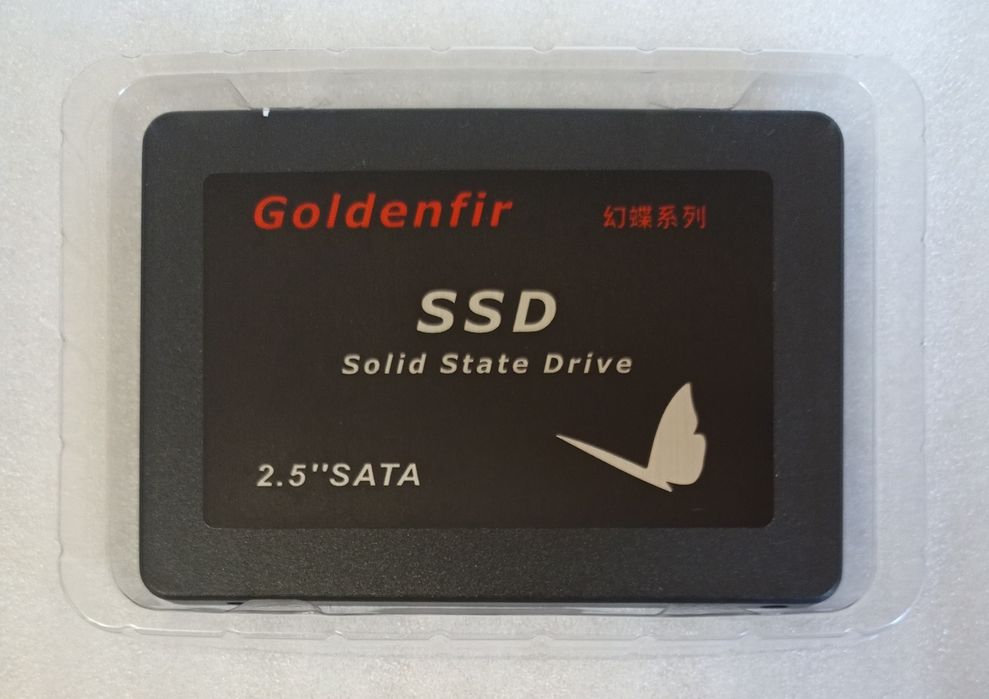 Goldenfir 幻蝶系列
SSD
Solid State Drive
2.5''SATA